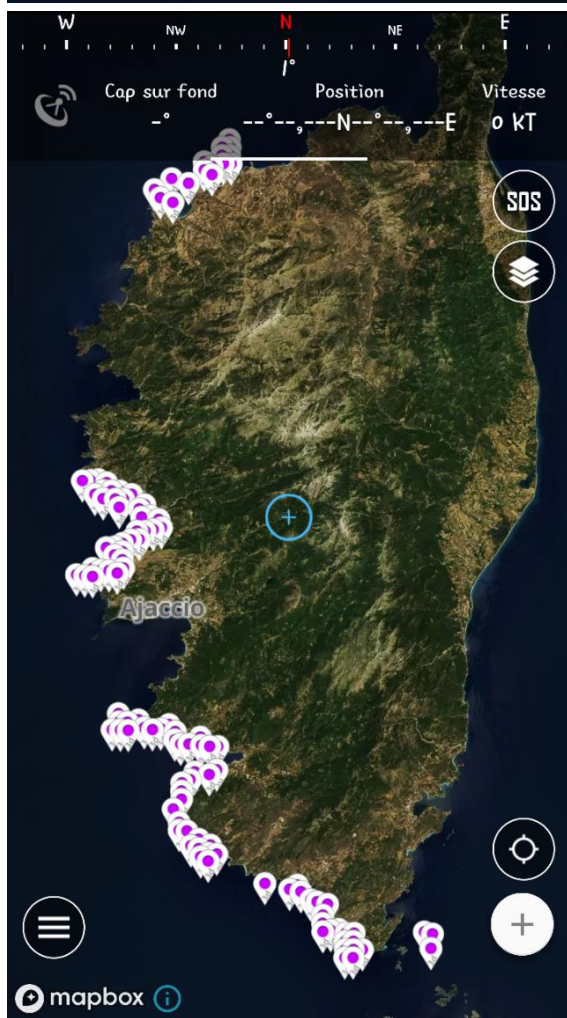 W NW N NE E
1°
Cap sur fond Position Vitesse
-° --°--,---N--°--,---E 0 KT
SOS
Ajaccio
mapbox